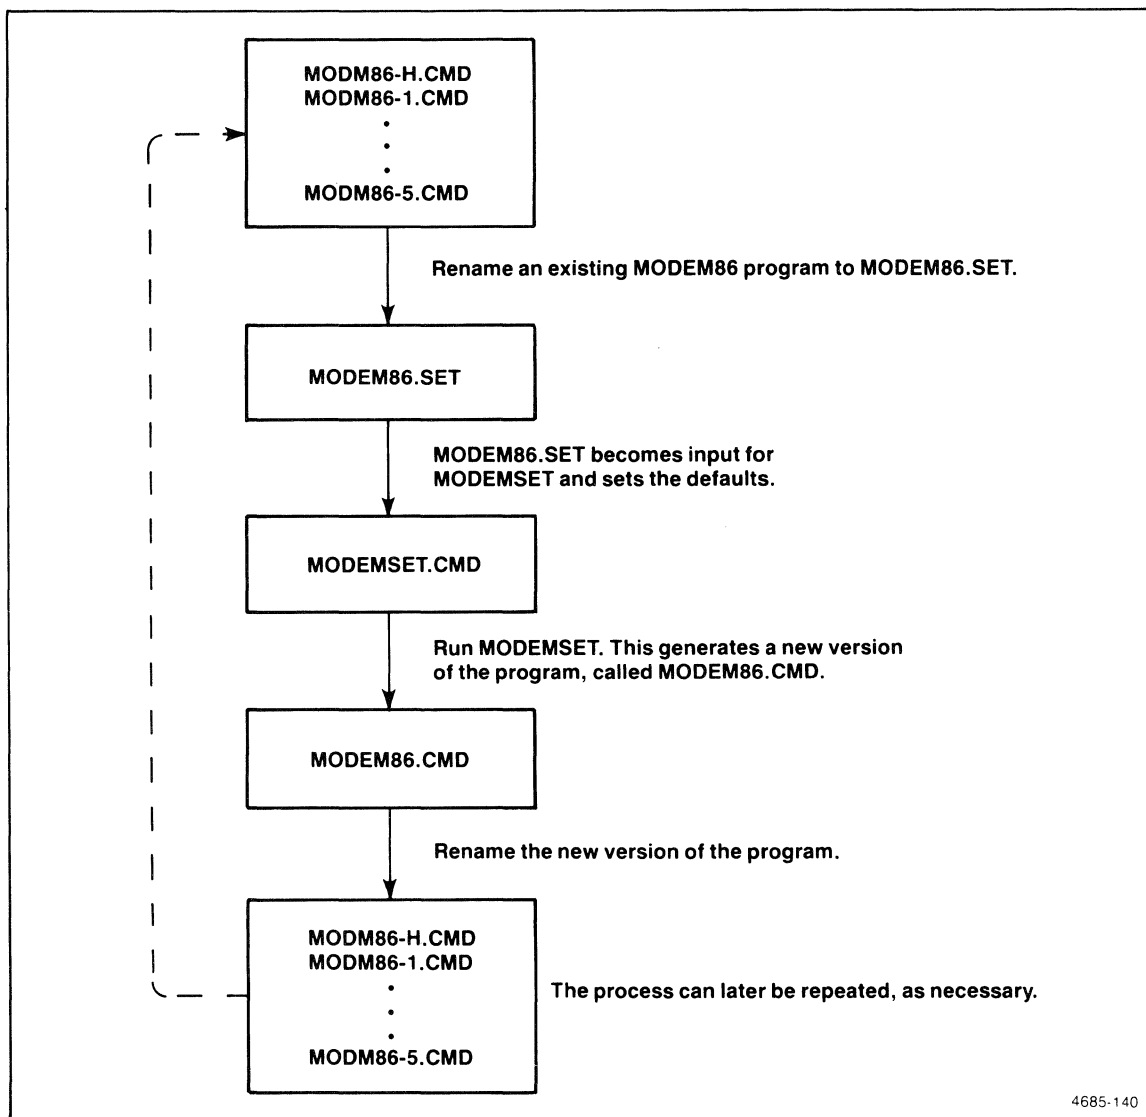 MODM86-H.CMD
MODM86-1.CMD
.
.
.
MODM86-5.CMD
Rename an existing MODEM86 program to MODEM86.SET.
MODEM86.SET
MODEM86.SET becomes input for
MODEMSET and sets the defaults.
MODEMSET.CMD
Run MODEMSET. This generates a new version
of the program, called MODEM86.CMD.
MODEM86.CMD
Rename the new version of the program.
MODM86-H.CMD
MODM86-1.CMD
.
.
.
MODM86-5.CMD
The process can later be repeated, as necessary.
4685-140